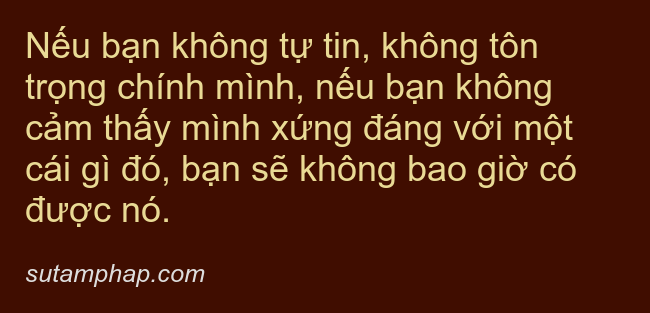 Nếu bạn không tự tin, không tôn
trọng chính mình, nếu bạn không
cảm thấy mình xứng đáng với một
cái gì đó, bạn sẽ không bao giờ có
được nó.
sutamphap.com